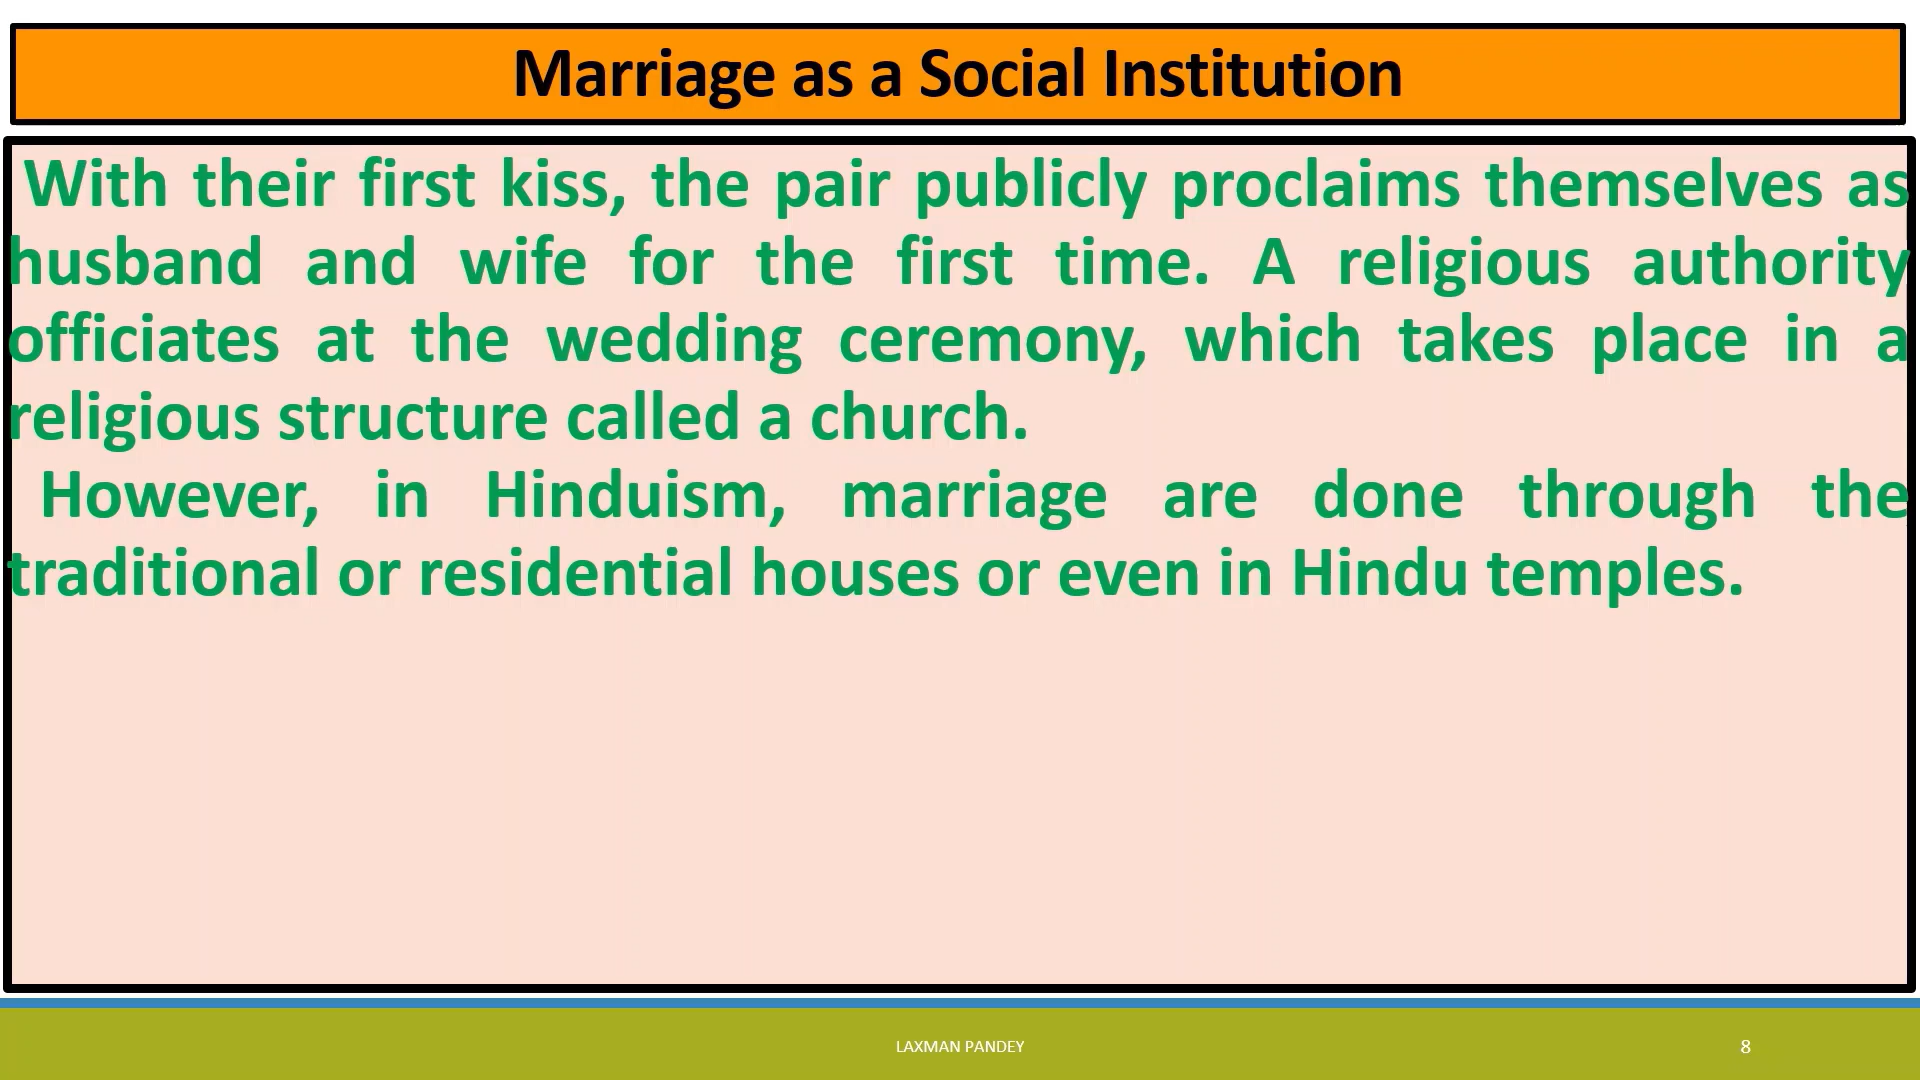 Marriage as a Social Institution
With their first kiss, the pair publicly proclaims themselves as
husband and wife for the first time. A religious authority
officiates at the wedding ceremony, which takes place in a
religious structure called a church.
However, in Hinduism, marriage are done through the
traditional or residential houses or even in Hindu temples.
LAXMAN PANDEY
8